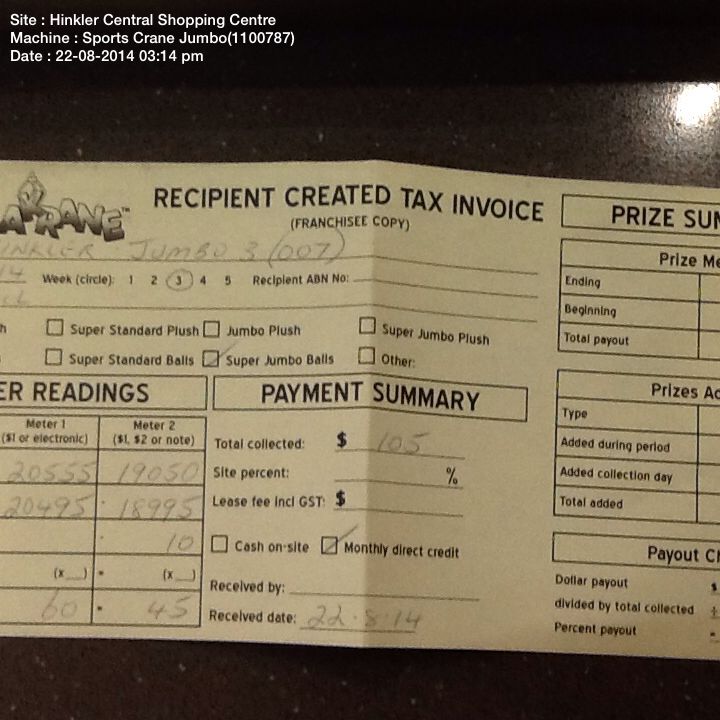 Site : Hinkler Central Shopping Centre
Machine : Sports Crane Jumbo(1100787)
Date : 22-08-2014 03:14 pm
RECIPIENT CREATED TAX INVOICE
(FRANCHISEE COPY)
INKLER JUMBO 3 (007)
14 Week (circle): 1 2 3 4 5 Recipient ABN No:
Super Standard Plush Jumbo Plush Super Jumbo Plush
Super Standard Balls Super Jumbo Balls Other:
ER READINGS
Meter 1 Meter 2
($1 or electronic) ($1, $2 or note)
20555 19050
20495 18995
10
(x__) = (x__)
60 45
PAYMENT SUMMARY
Total collected: $ 105
Site percent: %
Lease fee incl GST: $
Cash on-site Monthly direct credit
Received by:
Received date: 22.8.14
PRIZE SUM
Prize Me
Ending
Beginning
Total payout
Prizes Ac
Type
Added during period
Added collection day
Total added
Payout C
Dollar payout $
divided by total collected ÷
Percent payout =